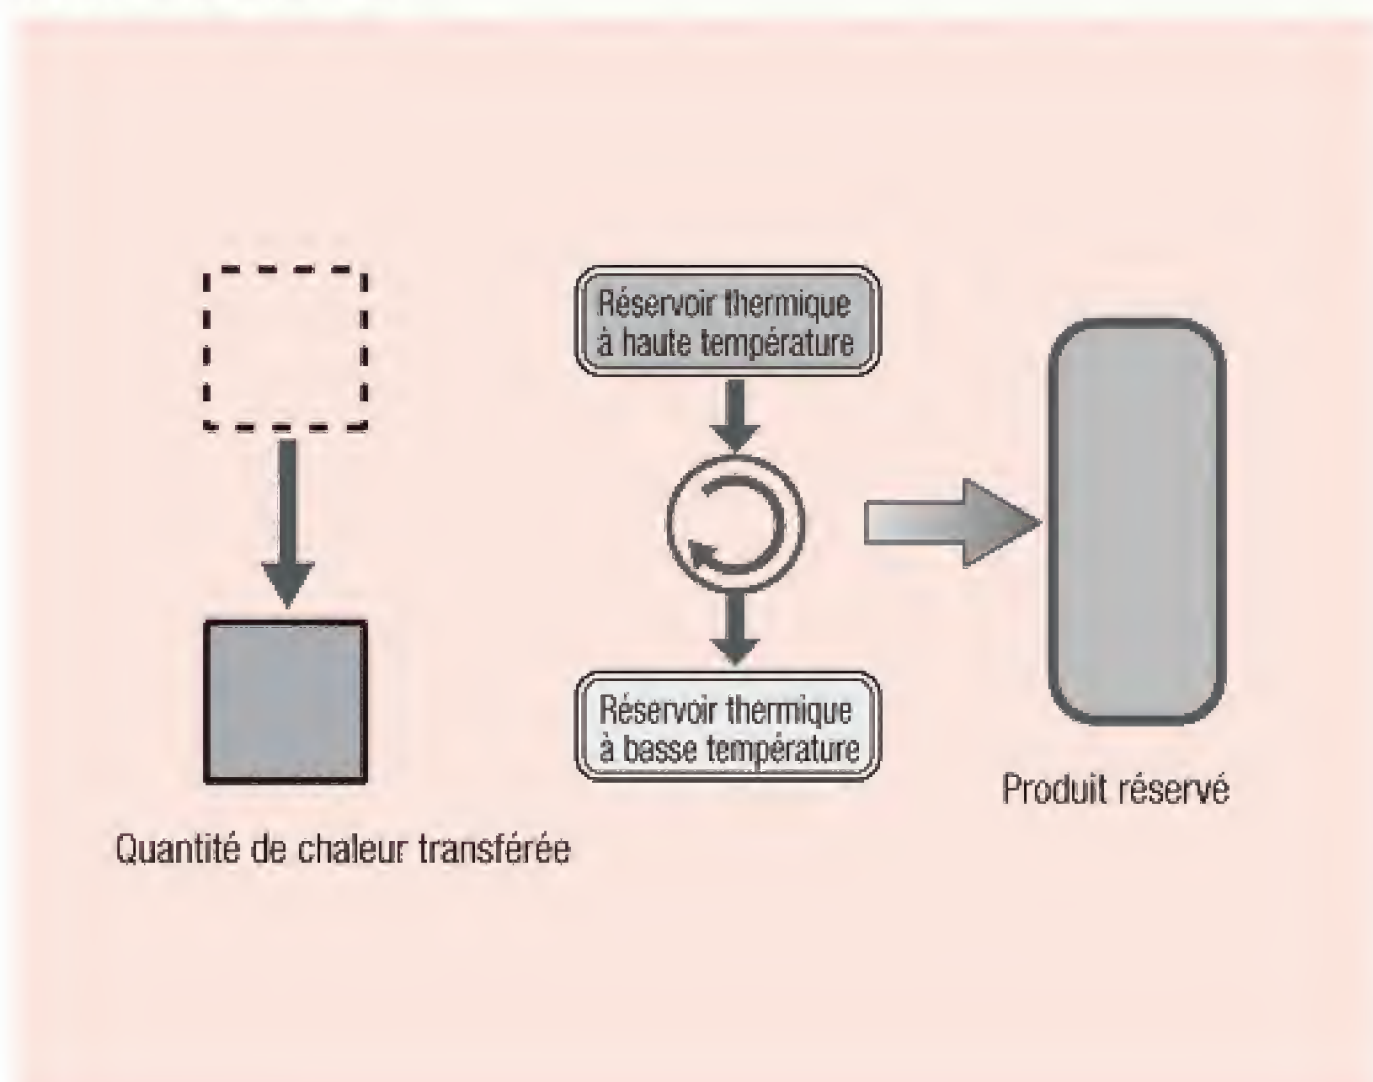 Réservoir thermique
à haute température
Réservoir thermique
à basse température
Produit réservé
Quantité de chaleur transférée